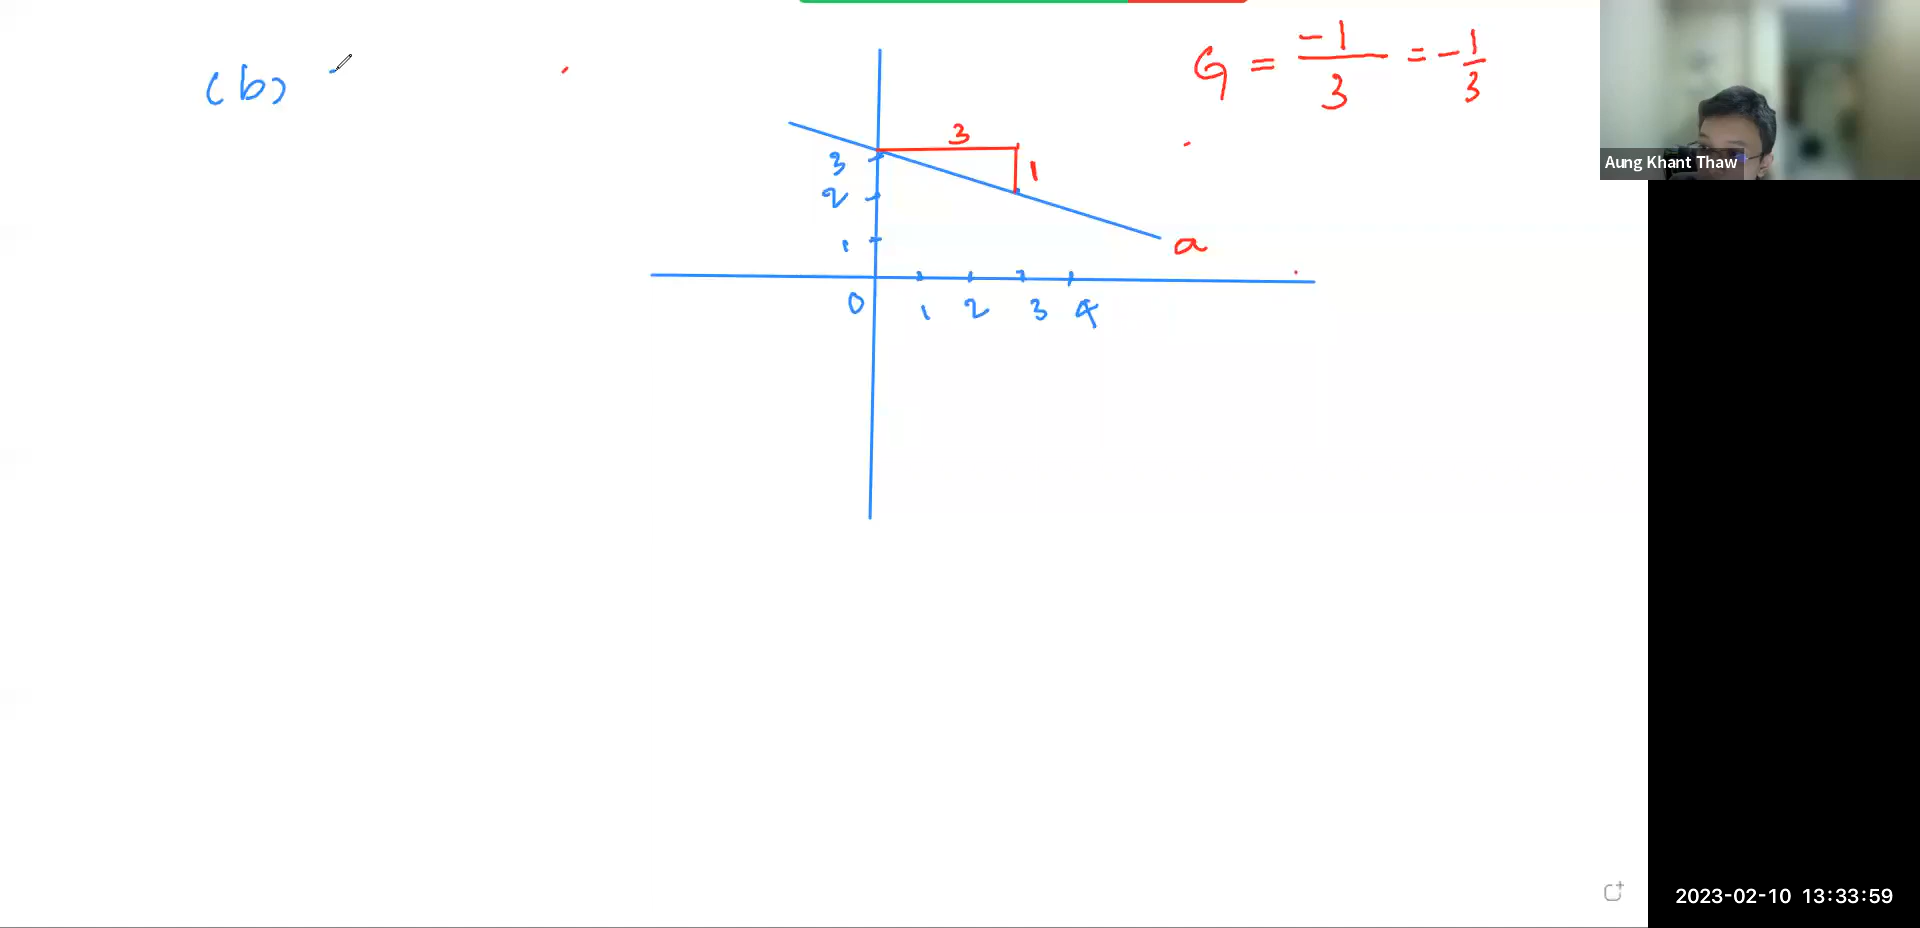 (b)
G = -1/3 = -1/3
3
3
1
2
1
a
0 1 2 3 4
Aung Khant Thaw
2023-02-10 13:33:59